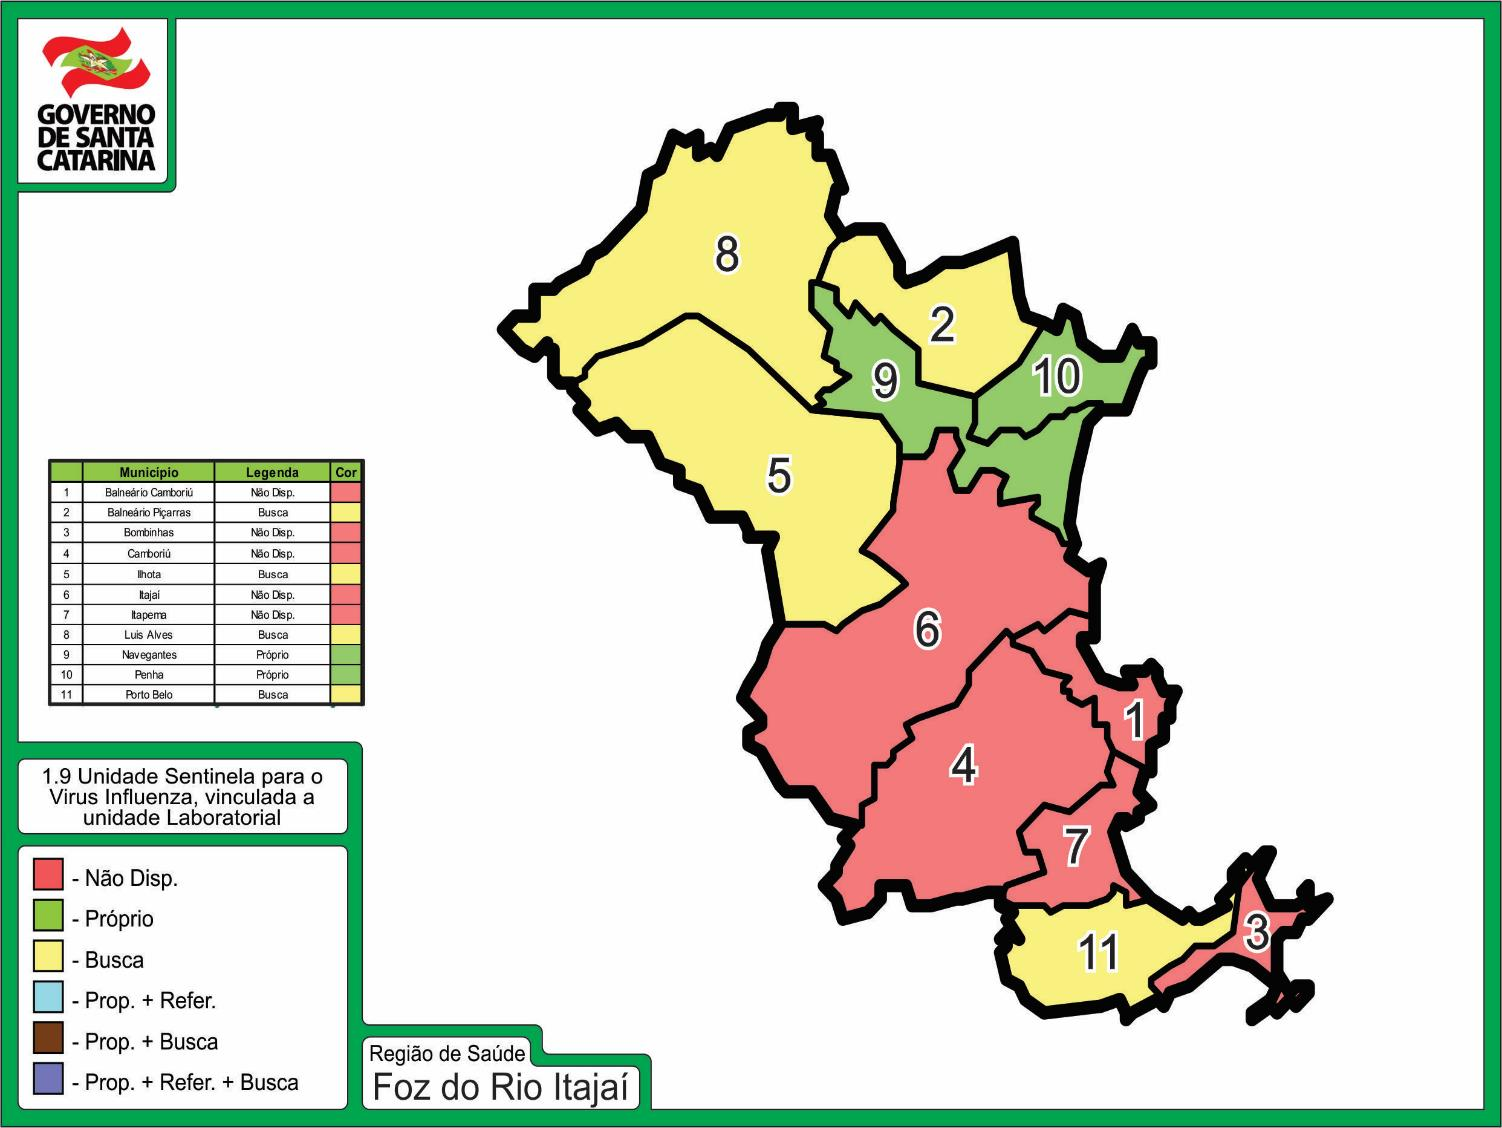 GOVERNO
DE SANTA
CATARINA
8
2
9
10
5
6
1
4
7
3
11
Município Legenda Cor
1 Balneário Camboriú Não Disp.
2 Balneário Piçarras Busca
3 Bombinhas Não Disp.
4 Camboriú Não Disp.
5 Ilhota Busca
6 Itajaí Não Disp.
7 Itapema Não Disp.
8 Luis Alves Busca
9 Navegantes Próprio
10 Penha Próprio
11 Porto Belo Busca
1.9 Unidade Sentinela para o
Virus Influenza, vinculada a
unidade Laboratorial
- Não Disp.
- Próprio
- Busca
- Prop. + Refer.
- Prop. + Busca
- Prop. + Refer. + Busca
Região de Saúde
Foz do Rio Itajaí